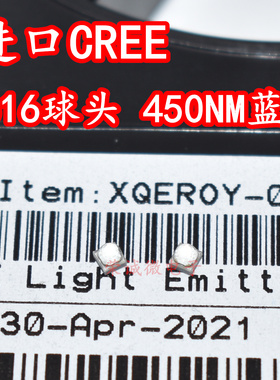 进口CREE
16球头 450NM蓝
Item:XQEROY-0
Light Emitt
30-Apr-2021